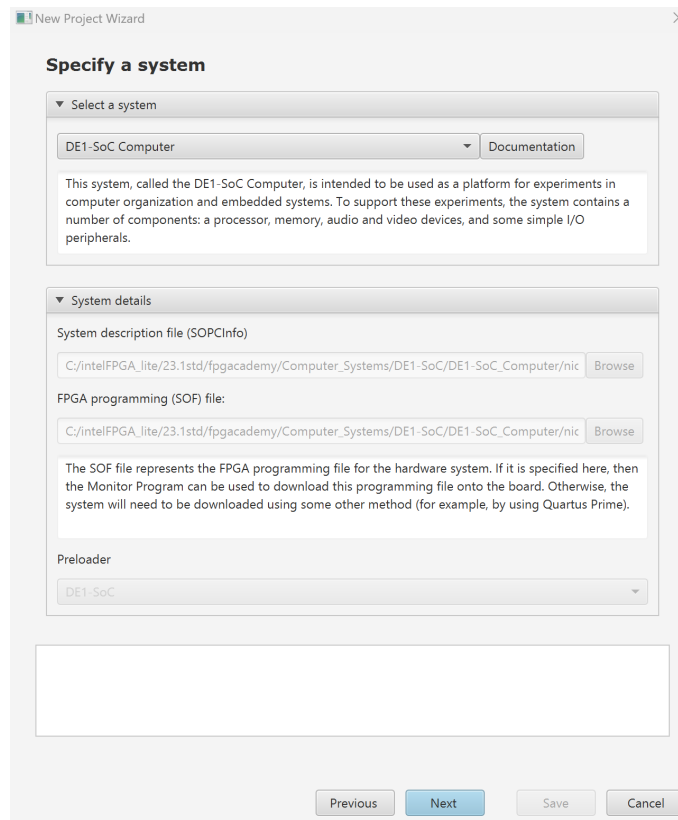 New Project Wizard
Specify a system
Select a system
DE1-SoC Computer
Documentation
This system, called the DE1-SoC Computer, is intended to be used as a platform for experiments in
computer organization and embedded systems. To support these experiments, the system contains a
number of components: a processor, memory, audio and video devices, and some simple I/O
peripherals.
System details
System description file (SOPCInfo)
C:/intelFPGA_lite/23.1std/fpgacademy/Computer_Systems/DE1-SoC/DE1-SoC_Computer/nic
Browse
FPGA programming (SOF) file:
C:/intelFPGA_lite/23.1std/fpgacademy/Computer_Systems/DE1-SoC/DE1-SoC_Computer/nic
Browse
The SOF file represents the FPGA programming file for the hardware system. If it is specified here, then
the Monitor Program can be used to download this programming file onto the board. Otherwise, the
system will need to be downloaded using some other method (for example, by using Quartus Prime).
Preloader
DE1-SoC
Previous
Next
Save
Cancel